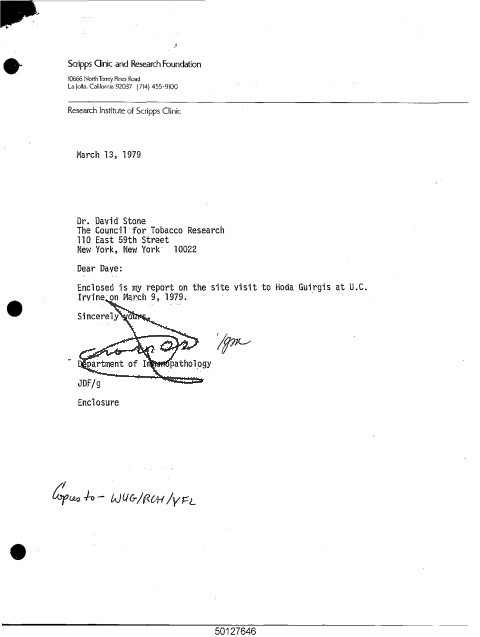 Scripps Clinic and Research Foundation
10666 North Torrey Pines Road
La Jolla, California 92037 (714) 455-9100
Research Institute of Scripps Clinic
March 13, 1979
Dr. David Stone
The Council for Tobacco Research
110 East 59th Street
New York, New York 10022
Dear Dave:
Enclosed is my report on the site visit to Hoda Guirgis at U.C.
Irvine on March 9, 1979.
Sincerely yours,
/gm
Department of Immunopathology
JDF/g
Enclosure
Copies to - WUG/RCH/VFL
50127646